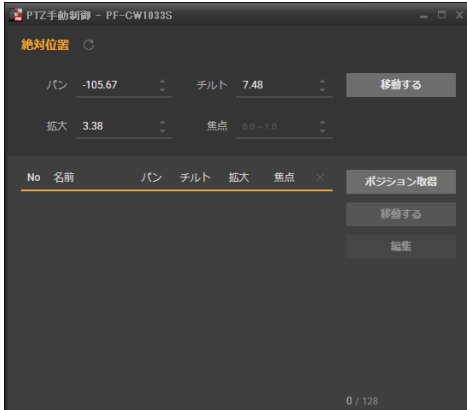 PTZ手動制御 - PF-CW1033S
絶対位置
パン -105.67 チルト 7.48 移動する
拡大 3.38 焦点 0.0 ~ 1.0
No 名前 パン チルト 拡大 焦点 ポジション取得
移動する
編集
0 / 128